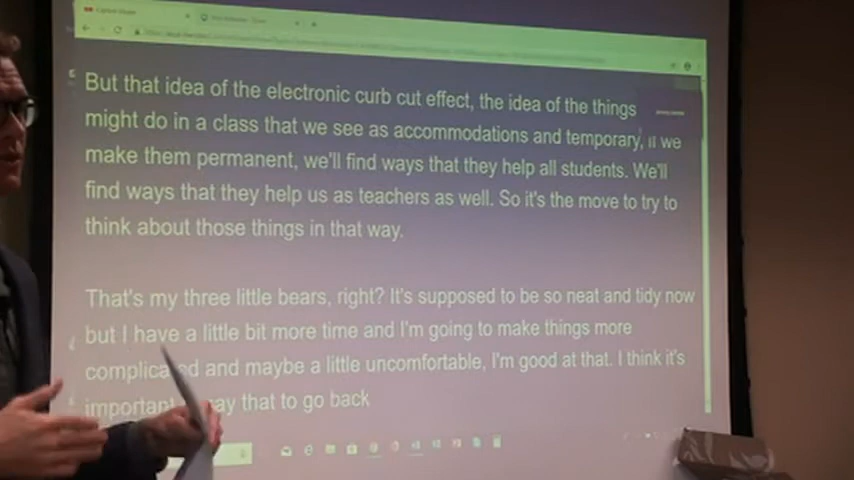 But that idea of the electronic curb cut effect, the idea of the things
might do in a class that we see as accommodations and temporary, if we
make them permanent, we'll find ways that they help all students. We'll
find ways that they help us as teachers as well. So it's the move to try to
think about those things in that way.
That's my three little bears, right? It's supposed to be so neat and tidy now
but I have a little bit more time and I'm going to make things more
complicated and maybe a little uncomfortable, I'm good at that. I think it's
important say that to go back